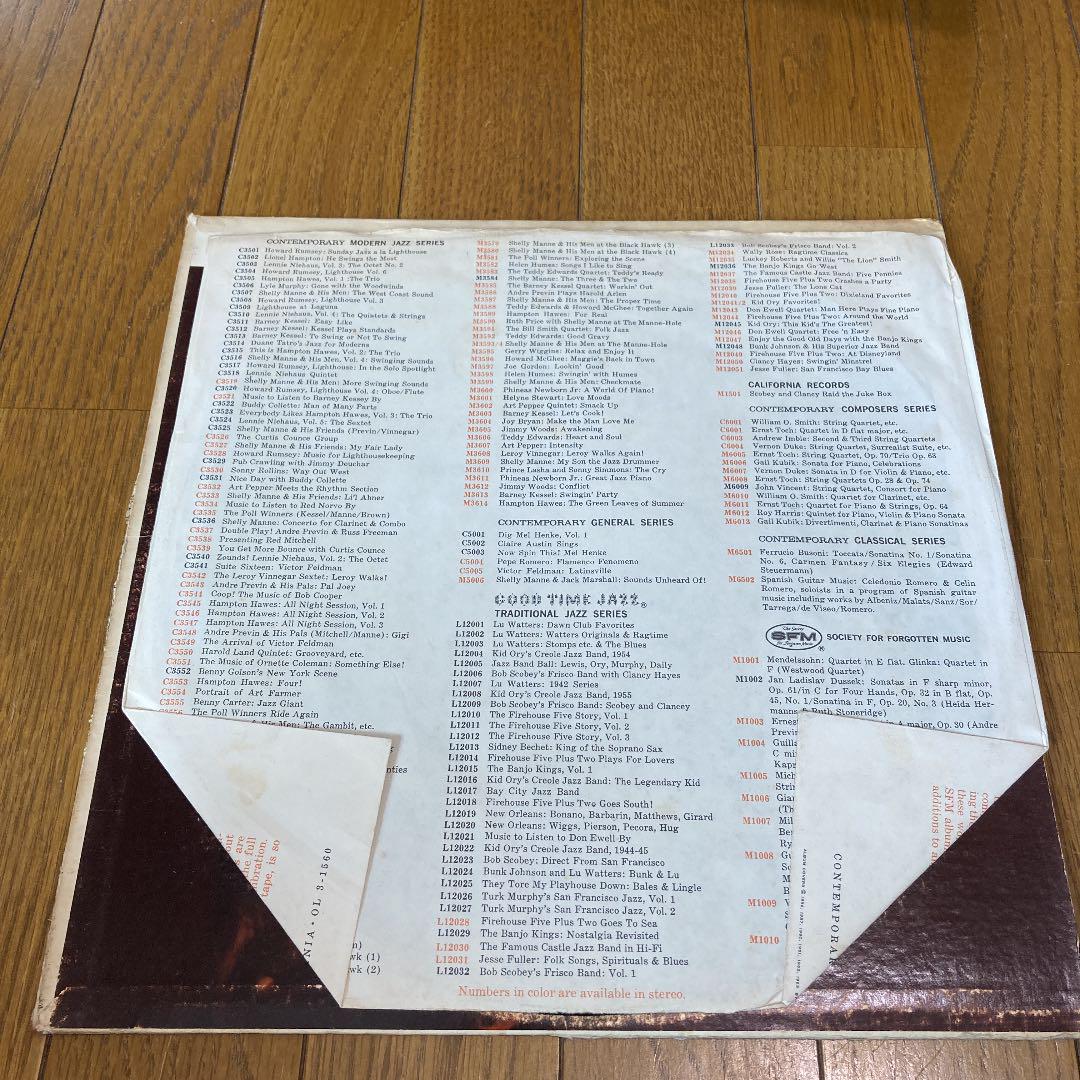 CONTEMPORARY MODERN JAZZ SERIES
C3501 Howard Rumsey: Sunday Jazz a la Lighthouse
C3502 Lionel Hampton: He Swings the Most
C3503 Lennie Niehaus, Vol. 3: The Octet No. 2
C3504 Howard Rumsey, Lighthouse Vol. 6
C3505 Hampton Hawes, Vol. 1: The Trio
C3506 Lyle Murphy: Gone with the Woodwinds
C3507 Shelly Manne & His Men: The West Coast Sound
C3508 Howard Rumsey, Lighthouse Vol. 3
C3509 Lighthouse at Laguna
C3510 Lennie Niehaus, Vol. 4: The Quintets & Strings
C3511 Barney Kessel: Easy Like
C3512 Barney Kessel: Kessel Plays Standards
C3513 Barney Kessel: To Swing or Not To Swing
C3514 Duane Tatro's Jazz for Moderns
C3515 This is Hampton Hawes, Vol. 2: The Trio
C3516 Shelly Manne & His Men, Vol. 4: Swinging Sounds
C3517 Howard Rumsey, Lighthouse: In the Solo Spotlight
C3518 Lennie Niehaus Quintet
C3519 Shelly Manne & His Men: More Swinging Sounds
C3520 Howard Rumsey, Lighthouse Vol. 4: Oboe/Flute
C3521 Music to Listen to Barney Kessey By
C3522 Buddy Collette: Man of Many Parts
C3523 Everybody Likes Hampton Hawes, Vol. 3: The Trio
C3524 Lennie Niehaus, Vol. 5: The Sextet
C3525 Shelly Manne & His Friends (Previn/Vinnegar)
C3526 The Curtis Counce Group
C3527 Shelly Manne & His Friends: My Fair Lady
C3528 Howard Rumsey: Music for Lighthousekeeping
C3529 Pub Crawling with Jimmy Deuchar
C3530 Sonny Rollins: Way Out West
C3531 Nice Day with Buddy Collette
C3532 Art Pepper Meets the Rhythm Section
C3533 Shelly Manne & His Friends: Li'l Abner
C3534 Music to Listen to Red Norvo By
C3535 The Poll Winners (Kessel/Manne/Brown)
C3536 Shelly Manne: Concerto for Clarinet & Combo
C3537 Double Play! Andre Previn & Russ Freeman
C3538 Presenting Red Mitchell
C3539 You Get More Bounce with Curtis Counce
C3540 Zounds! Lennie Niehaus, Vol. 2: The Octet
C3541 Suite Sixteen: Victor Feldman
C3542 The Leroy Vinnegar Sextet: Leroy Walks!
C3543 Andre Previn & His Pals: Pal Joey
C3544 Coop! The Music of Bob Cooper
C3545 Hampton Hawes: All Night Session, Vol. 1
C3546 Hampton Hawes: All Night Session, Vol. 2
C3547 Hampton Hawes: All Night Session, Vol. 3
C3548 Andre Previn & His Pals (Mitchell/Manne): Gigi
C3549 The Arrival of Victor Feldman
C3550 Harold Land Quintet: Grooveyard, etc.
C3551 The Music of Ornette Coleman: Something Else!
C3552 Benny Golson's New York Scene
C3553 Hampton Hawes: Four!
C3554 Portrait of Art Farmer
C3555 Benny Carter: Jazz Giant
C3556 The Poll Winners Ride Again
& His Men: The Gambit, etc.
M3579 Shelly Manne & His Men at the Black Hawk (3)
M3580 Shelly Manne & His Men at the Black Hawk (4)
M3581 The Poll Winners: Exploring the Scene
M3582 Helen Humes: Songs I Like to Sing
M3583 The Teddy Edwards Quartet: Teddy's Ready
M3584 Shelly Manne: The Three & The Two
M3585 The Barney Kessel Quartet: Workin' Out
M3586 Andre Previn Plays Harold Arlen
M3587 Shelly Manne & His Men: The Proper Time
M3588 Teddy Edwards & Howard McGhee: Together Again
M3589 Hampton Hawes: For Real
M3590 Ruth Price with Shelly Manne at the Manne-Hole
M3591 The Bill Smith Quartet: Folk Jazz
M3592 Teddy Edwards: Good Gravy
M3593/4 Shelly Manne & His Men at the Manne-Hole
M3595 Gerry Wiggins: Relax and Enjoy It
M3596 Howard McGhee: Maggie's Back in Town
M3597 Joe Gordon: Lookin' Good
M3598 Helen Humes: Swingin' with Humes
M3599 Shelly Manne & His Men: Checkmate
M3600 Phineas Newborn Jr: A World Of Piano!
M3601 Helyne Stewart: Love Moods
M3602 Art Pepper Quintet: Smack Up
M3603 Barney Kessel: Let's Cook!
M3604 Joy Bryan: Make the Man Love Me
M3605 Jimmy Woods: Awakening
M3606 Teddy Edwards: Heart and Soul
M3607 Art Pepper: Intensity
M3608 Leroy Vinnegar: Leroy Walks Again!
M3609 Shelly Manne: My Son the Jazz Drummer
M3610 Prince Lasha and Sonny Simmons: The Cry
M3611 Phineas Newborn Jr.: Great Jazz Piano
M3612 Jimmy Woods: Conflict
M3613 Barney Kessel: Swingin' Party
M3614 Hampton Hawes: The Green Leaves of Summer
CONTEMPORARY GENERAL SERIES
C5001 Dig Mel Henke, Vol. 1
C5002 Claire Austin Sings
C5003 Now Spin This! Mel Henke
C5004 Pepe Romero: Flamenco Fenomeno
C5005 Victor Feldman: Latinsville
M5006 Shelly Manne & Jack Marshall: Sounds Unheard Of!
GOOD TIME JAZZ®
TRADITIONAL JAZZ SERIES
L12001 Lu Watters: Dawn Club Favorites
L12002 Lu Watters: Watters Originals & Ragtime
L12003 Lu Watters: Stomps etc. & The Blues
L12004 Kid Ory's Creole Jazz Band, 1954
L12005 Jazz Band Ball: Lewis, Ory, Murphy, Daily
L12006 Bob Scobey's Frisco Band with Clancy Hayes
L12007 Lu Watters: 1942 Series
L12008 Kid Ory's Creole Jazz Band, 1955
L12009 Bob Scobey's Frisco Band: Scobey and Clancey
L12010 The Firehouse Five Story, Vol. 1
L12011 The Firehouse Five Story, Vol. 2
L12012 The Firehouse Five Story, Vol. 3
L12013 Sidney Bechet: King of the Soprano Sax
L12014 Firehouse Five Plus Two Plays For Lovers
L12015 The Banjo Kings, Vol. 1
L12016 Kid Ory's Creole Jazz Band: The Legendary Kid
L12017 Bay City Jazz Band
L12018 Firehouse Five Plus Two Goes South!
L12019 New Orleans: Bonano, Barbarin, Matthews, Girard
L12020 New Orleans: Wiggs, Pierson, Pecora, Hug
L12021 Music to Listen to Don Ewell By
L12022 Kid Ory's Creole Jazz Band, 1944-45
L12023 Bob Scobey: Direct From San Francisco
L12024 Bunk Johnson and Lu Watters: Bunk & Lu
L12025 They Tore My Playhouse Down: Bales & Lingle
L12026 Turk Murphy's San Francisco Jazz, Vol. 1
L12027 Turk Murphy's San Francisco Jazz, Vol. 2
L12028 Firehouse Five Plus Two Goes To Sea
L12029 The Banjo Kings: Nostalgia Revisited
L12030 The Famous Castle Jazz Band in Hi-Fi
L12031 Jesse Fuller: Folk Songs, Spirituals & Blues
L12032 Bob Scobey's Frisco Band: Vol. 1
Numbers in color are available in stereo.
L12033 Bob Scobey's Frisco Band: Vol. 2
M12034 Wally Rose: Ragtime Classics
M12035 Luckey Roberts and Willie "The Lion" Smith
M12036 The Banjo Kings Go West
M12037 The Famous Castle Jazz Band: Five Pennies
M12038 Firehouse Five Plus Two Crashes a Party
M12039 Jesse Fuller: The Lone Cat
M12040 Firehouse Five Plus Two: Dixieland Favorites
M12041/2 Kid Ory Favorites!
M12043 Don Ewell Quartet: Man Here Plays Fine Piano
M12044 Firehouse Five Plus Two: Around the World
M12045 Kid Ory: This Kid's The Greatest!
M12046 Don Ewell Quartet: Free 'n Easy
M12047 Enjoy the Good Old Days with the Banjo Kings
M12048 Bunk Johnson & His Superior Jazz Band
M12049 Firehouse Five Plus Two: At Disneyland
M12050 Clancy Hayes: Swingin' Minstrel
M12051 Jesse Fuller: San Francisco Bay Blues
CALIFORNIA RECORDS
M1501 Scobey and Clancy Raid the Juke Box
CONTEMPORARY COMPOSERS SERIES
C6001 William O. Smith: String Quartet, etc.
C6001 Ernst Toch: Quartet in D flat major, etc.
C6003 Andrew Imbie: Second & Third String Quartets
C6004 Vernon Duke: String Quartet, Surrealist Suite, etc.
M6005 Ernst Toch: String Quartet, Op. 70/Trio Op. 63
M6006 Gail Kubik: Sonata for Piano, Celebrations
M6007 Vernon Duke: Sonata in D for Violin & Piano, etc.
M6008 Ernst Toch: String Quartets Op. 28 & Op. 74
M6009 John Vincent: String Quartet, Consort for Piano
M6010 William O. Smith: Quartet for Clarinet, etc.
M6011 Ernst Toch: Quartet for Piano & Strings, Op. 64
M6012 Roy Harris: Quintet for Piano, Violin & Piano Sonata
M6013 Gail Kubik: Divertimenti, Clarinet & Piano Sonatinas
CONTEMPORARY CLASSICAL SERIES
M6501 Ferrucio Busoni: Toccata/Sonatina No. 1/Sonatina
No. 6, Carmen Fantasy / Six Elegies (Edward
Steuermann)
M6502 Spanish Guitar Music: Celedonio Romero & Celin
Romero, soloists in a program of Spanish guitar
music including works by Albeniz/Malats/Sanz/Sor/
Tarrega/de Viseo/Romero.
SFM® SOCIETY FOR FORGOTTEN MUSIC
M1001 Mendelssohn: Quartet in E flat. Glinka: Quartet in
F (Westwood Quartet)
M1002 Jan Ladislav Dussek: Sonatas in F sharp minor,
Op. 61/in C for Four Hands, Op. 32 in B flat, Op.
45, No. 1/Sonatina in F, Op. 20, No. 3 (Heida Her-
manns & Ruth Stoneridge)
M1003 Ernes
A major, Op. 30 (Andre
Previn
M1004 Guilla
C mi
Kapr
M1005 Mich
Strin
M1006 Gian
(Th
M1007 Mil
Be
Ry
M1008
M1009
M1010
out
s are
the full
bration.
tape, is so
NIA • OL 3-1560
nties
n)
wk (1)
wk (2)
con
ing th
these wo
SFM album
additions to a
CONTEMPORAR